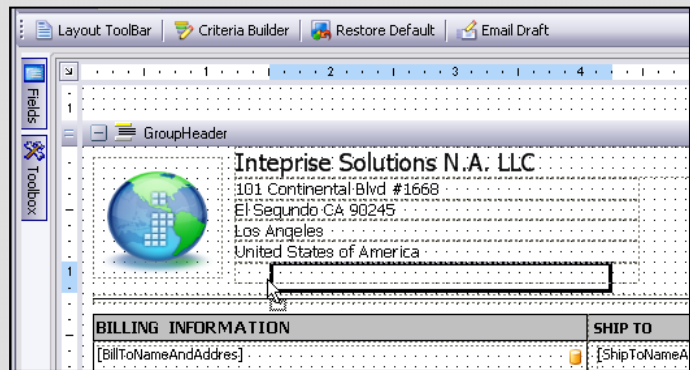 Layout ToolBar Criteria Builder Restore Default Email Draft
1 2 3 4
Fields
Toolbox
1
GroupHeader
Inteprise Solutions N.A. LLC
101 Continental Blvd #1668
El Segundo CA 90245
Los Angeles
United States of America
1
BILLING INFORMATION SHIP TO
[BillToNameAndAddres] [ShipToNameA